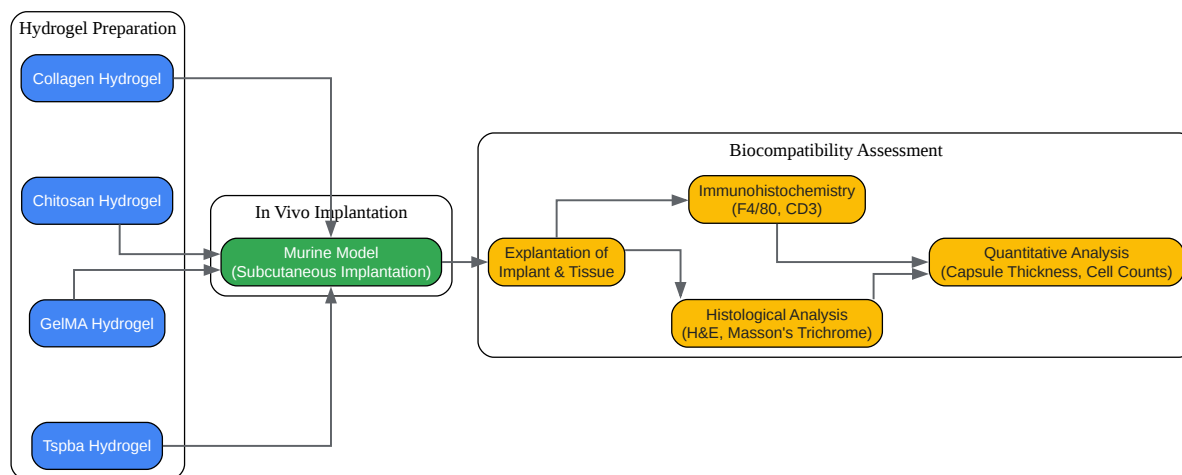 Hydrogel Preparation
Collagen Hydrogel
Chitosan Hydrogel
GelMA Hydrogel
Tspba Hydrogel
In Vivo Implantation
Murine Model
(Subcutaneous Implantation)
Biocompatibility Assessment
Explantation of
Implant & Tissue
Immunohistochemistry
(F4/80, CD3)
Histological Analysis
(H&E, Masson's Trichrome)
Quantitative Analysis
(Capsule Thickness, Cell Counts)